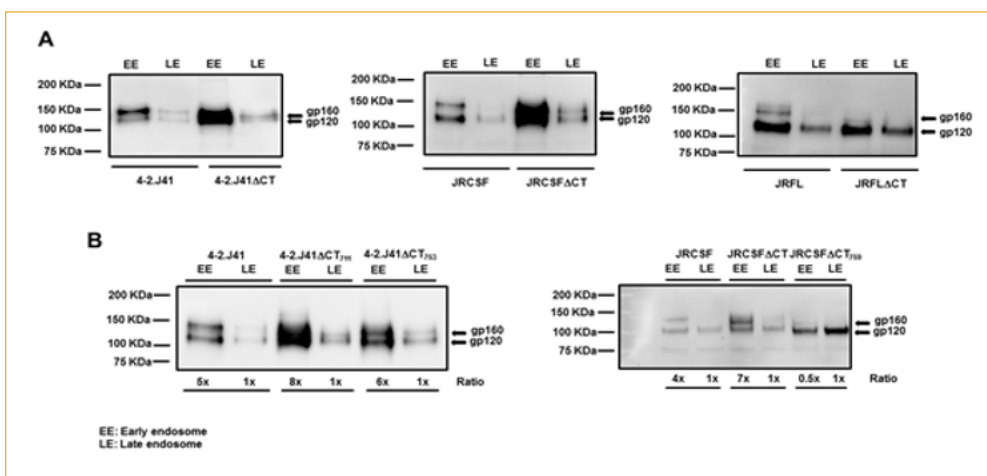 A
EE LE EE LE
200 KDa
150 KDa
100 KDa
75 KDa
gp160
gp120
4-2.J41 4-2.J41ΔCT
EE LE EE LE
200 KDa
150 KDa
100 KDa
75 KDa
gp160
gp120
JRCSF JRCSFΔCT
EE LE EE LE
200 KDa
150 KDa
100 KDa
75 KDa
gp160
gp120
JRFL JRFLΔCT
B
4-2.J41 4-2.J41ΔCT711 4-2.J41ΔCT753
EE LE EE LE EE LE
200 KDa
150 KDa
100 KDa
75 KDa
gp160
gp120
5x 1x 8x 1x 6x 1x Ratio
JRCSF JRCSFΔCT JRCSFΔCT759
EE LE EE LE EE LE
200 KDa
150 KDa
100 KDa
75 KDa
gp160
gp120
4x 1x 7x 1x 0.5x 1x Ratio
EE: Early endosome
LE: Late endosome